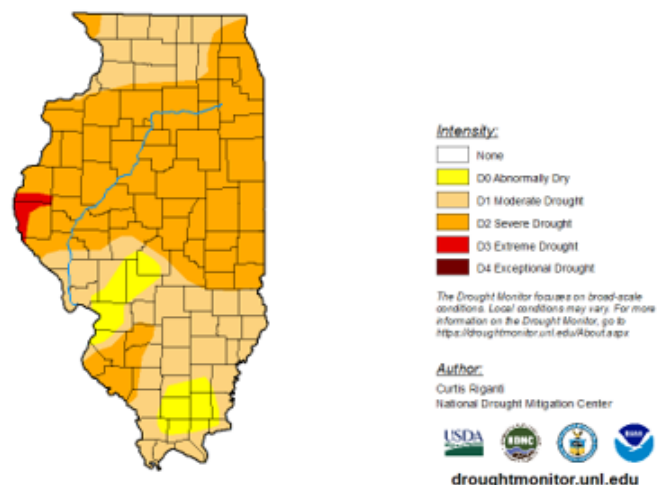 Intensity:
None
D0 Abnormally Dry
D1 Moderate Drought
D2 Severe Drought
D3 Extreme Drought
D4 Exceptional Drought
The Drought Monitor focuses on broad-scale
conditions. Local conditions may vary. For more
information on the Drought Monitor, go to
https://droughtmonitor.unl.edu/About.aspx
Author:
Curtis Riganti
National Drought Mitigation Center
USDA
NDMC
NOAA
droughtmonitor.unl.edu